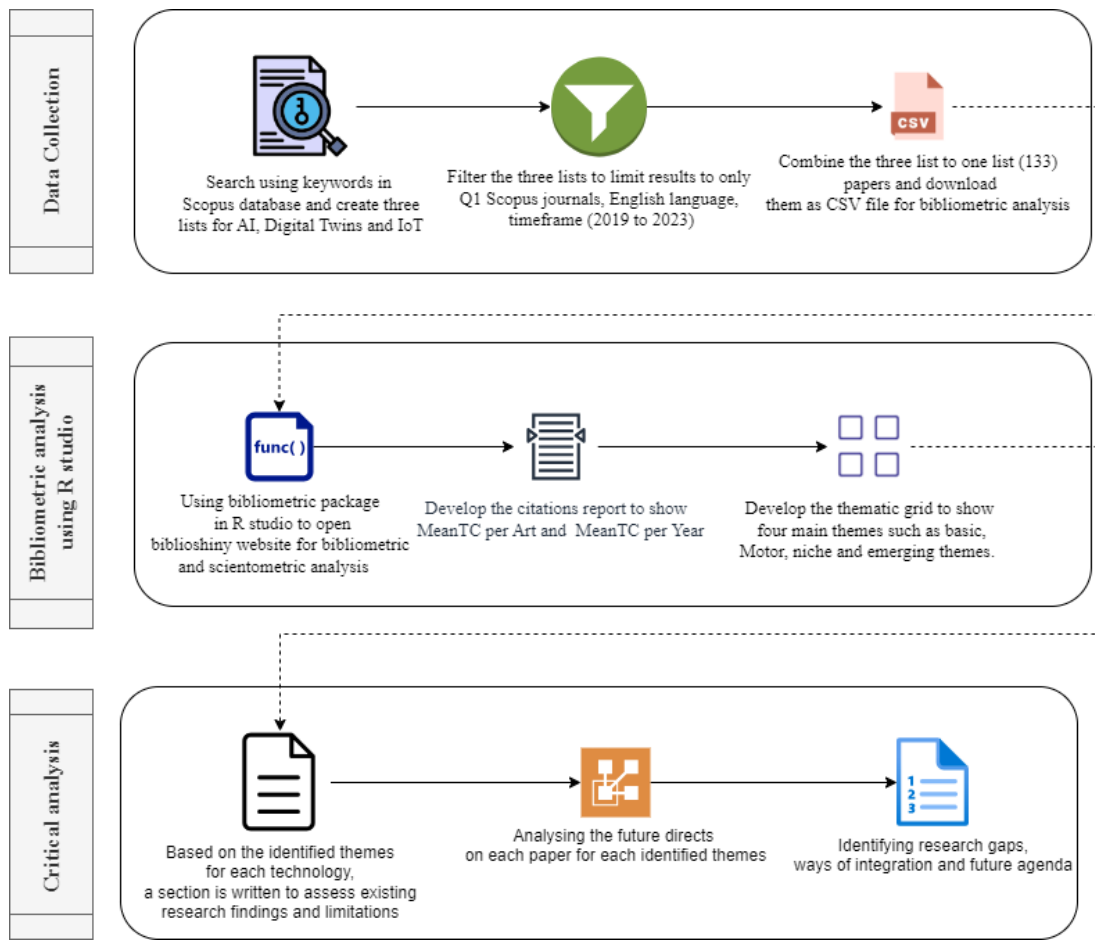 Data Collection
Search using keywords in
Scopus database and create three
lists for AI, Digital Twins and IoT
Filter the three lists to limit results to only
Q1 Scopus journals, English language,
timeframe (2019 to 2023)
CSV
Combine the three list to one list (133)
papers and download
them as CSV file for bibliometric analysis
Bibliometric analysis
using R studio
func( )
Using bibliometric package
in R studio to open
biblioshiny website for bibliometric
and scientometric analysis
Develop the citations report to show
MeanTC per Art and MeanTC per Year
Develop the thematic grid to show
four main themes such as basic,
Motor, niche and emerging themes.
Critical analysis
Based on the identified themes
for each technology,
a section is written to assess existing
research findings and limitations
Analysing the future directs
on each paper for each identified themes
1
2
3
Identifying research gaps,
ways of integration and future agenda